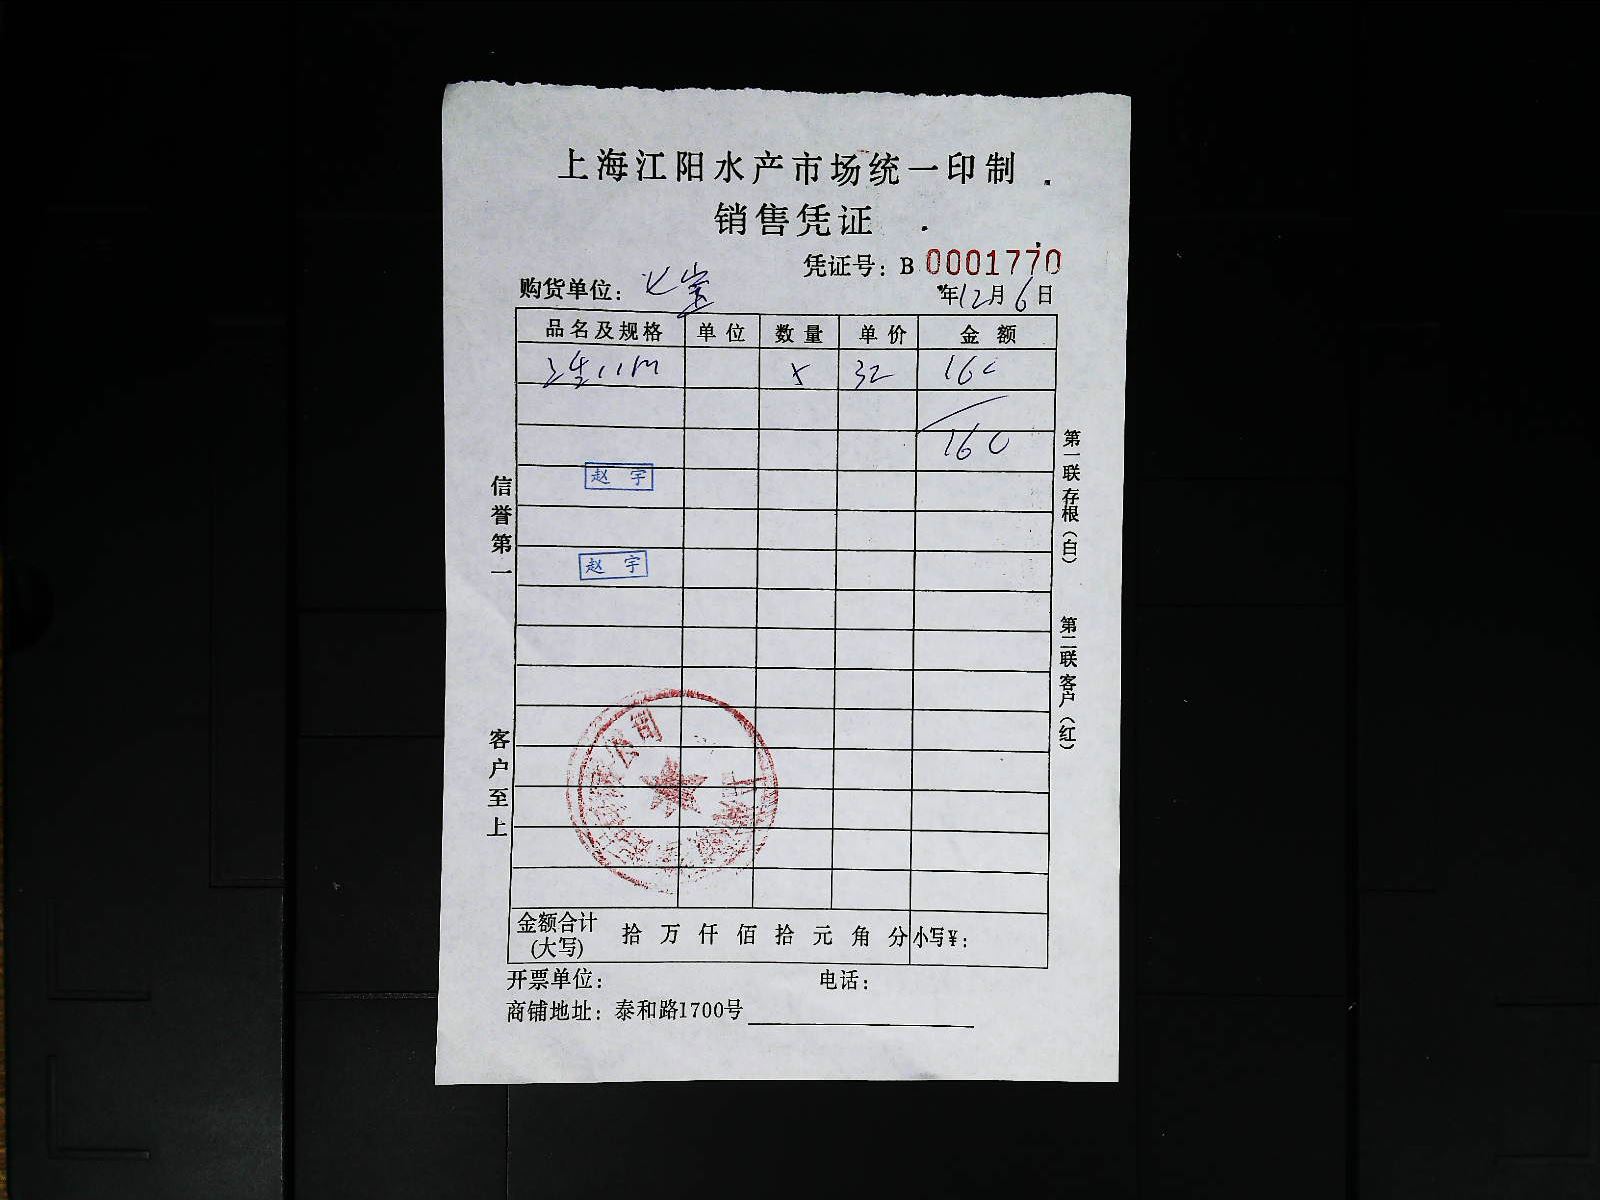 上海江阳水产市场统一印制
销售凭证
凭证号：B 0001770
购货单位：七宝
年12月6日
品名及规格 单位 数量 单价 金额
5 32 160
160
赵宇
赵宇
信誉第一
客户至上
第一联 存根（白）
第二联 客户（红）
公司
金额合计（大写） 拾 万 仟 佰 拾 元 角 分 小写¥：
开票单位： 电话：
商铺地址：泰和路1700号